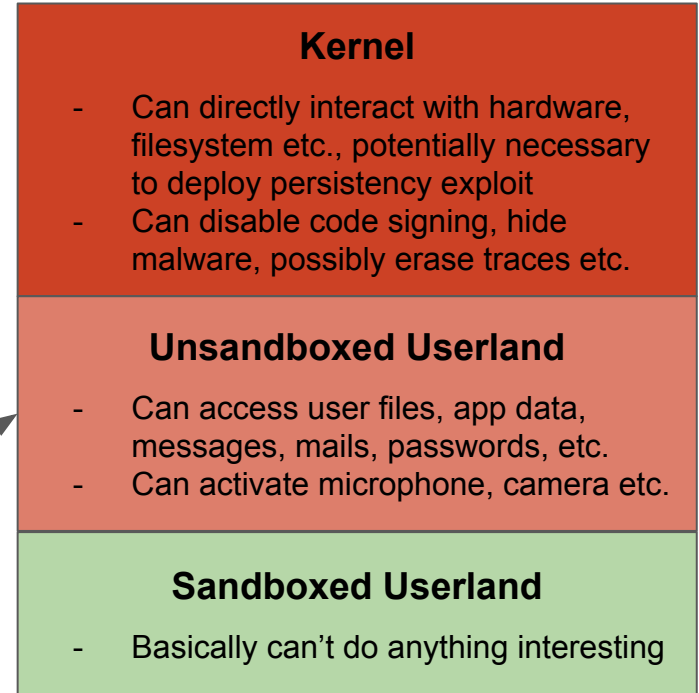 Kernel
- Can directly interact with hardware,
filesystem etc., potentially necessary
to deploy persistency exploit
- Can disable code signing, hide
malware, possibly erase traces etc.
Unsandboxed Userland
- Can access user files, app data,
messages, mails, passwords, etc.
- Can activate microphone, camera etc.
Sandboxed Userland
- Basically can’t do anything interesting